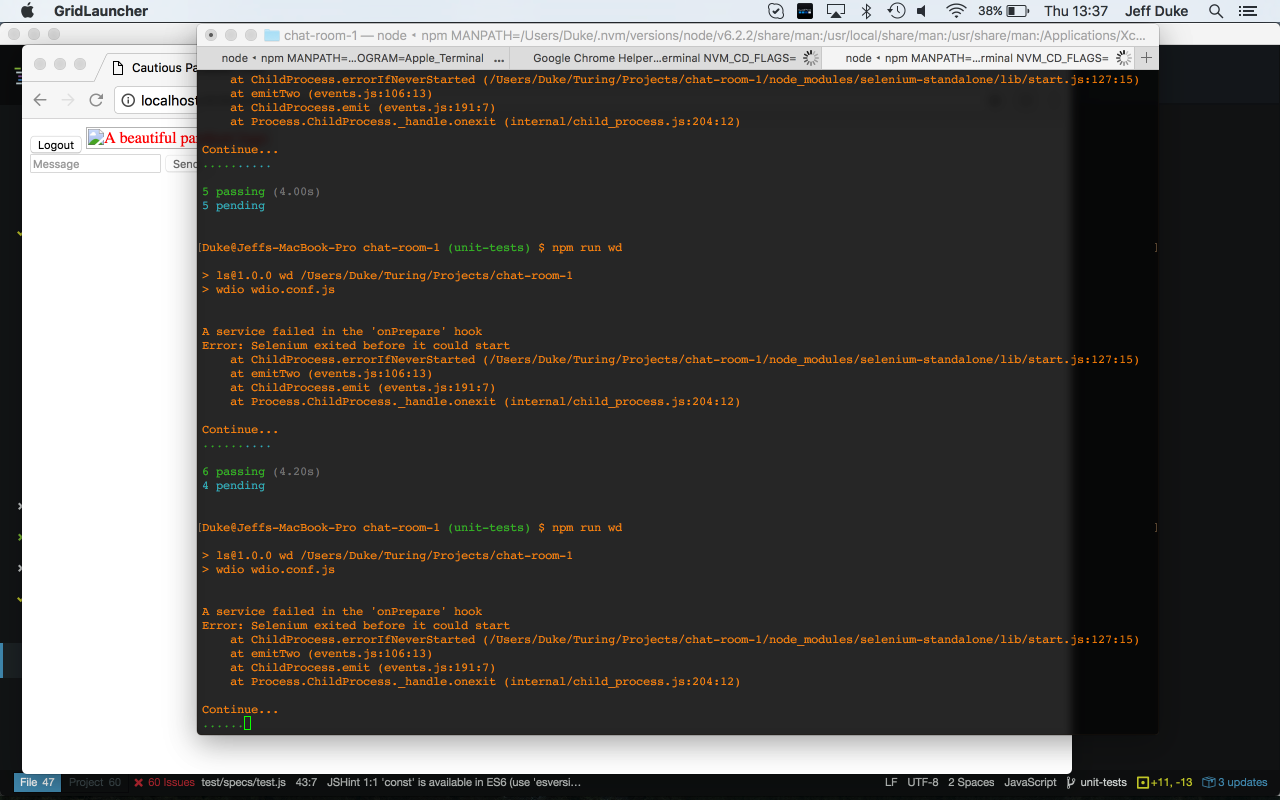 GridLauncher
38%
Thu 13:37
Jeff Duke
chat-room-1 — node ◂ npm MANPATH=/Users/Duke/.nvm/versions/node/v6.2.2/share/man:/usr/local/share/man:/usr/share/man:/Applications/Xc...
node ◂ npm MANPATH=...OGRAM=Apple_Terminal ...
Google Chrome Helper...erminal NVM_CD_FLAGS=
node ◂ npm MANPATH=...rminal NVM_CD_FLAGS=
Cautious Pa
localhost
Logout
A beautiful pa
Message
Send
at ChildProcess.errorIfNeverStarted (/Users/Duke/Turing/Projects/chat-room-1/node_modules/selenium-standalone/lib/start.js:127:15)
at emitTwo (events.js:106:13)
at ChildProcess.emit (events.js:191:7)
at Process.ChildProcess._handle.onexit (internal/child_process.js:204:12)
Continue...
..........
5 passing (4.00s)
5 pending
[Duke@Jeffs-MacBook-Pro chat-room-1 (unit-tests) $ npm run wd ]
> ls@1.0.0 wd /Users/Duke/Turing/Projects/chat-room-1
> wdio wdio.conf.js
A service failed in the 'onPrepare' hook
Error: Selenium exited before it could start
at ChildProcess.errorIfNeverStarted (/Users/Duke/Turing/Projects/chat-room-1/node_modules/selenium-standalone/lib/start.js:127:15)
at emitTwo (events.js:106:13)
at ChildProcess.emit (events.js:191:7)
at Process.ChildProcess._handle.onexit (internal/child_process.js:204:12)
Continue...
..........
6 passing (4.20s)
4 pending
[Duke@Jeffs-MacBook-Pro chat-room-1 (unit-tests) $ npm run wd ]
> ls@1.0.0 wd /Users/Duke/Turing/Projects/chat-room-1
> wdio wdio.conf.js
A service failed in the 'onPrepare' hook
Error: Selenium exited before it could start
at ChildProcess.errorIfNeverStarted (/Users/Duke/Turing/Projects/chat-room-1/node_modules/selenium-standalone/lib/start.js:127:15)
at emitTwo (events.js:106:13)
at ChildProcess.emit (events.js:191:7)
at Process.ChildProcess._handle.onexit (internal/child_process.js:204:12)
Continue...
......
File 47 Project 60 60 Issues test/specs/test.js 43:7 JSHint 1:1 'const' is available in ES6 (use 'esversi... LF UTF-8 2 Spaces JavaScript unit-tests +11, -13 3 updates